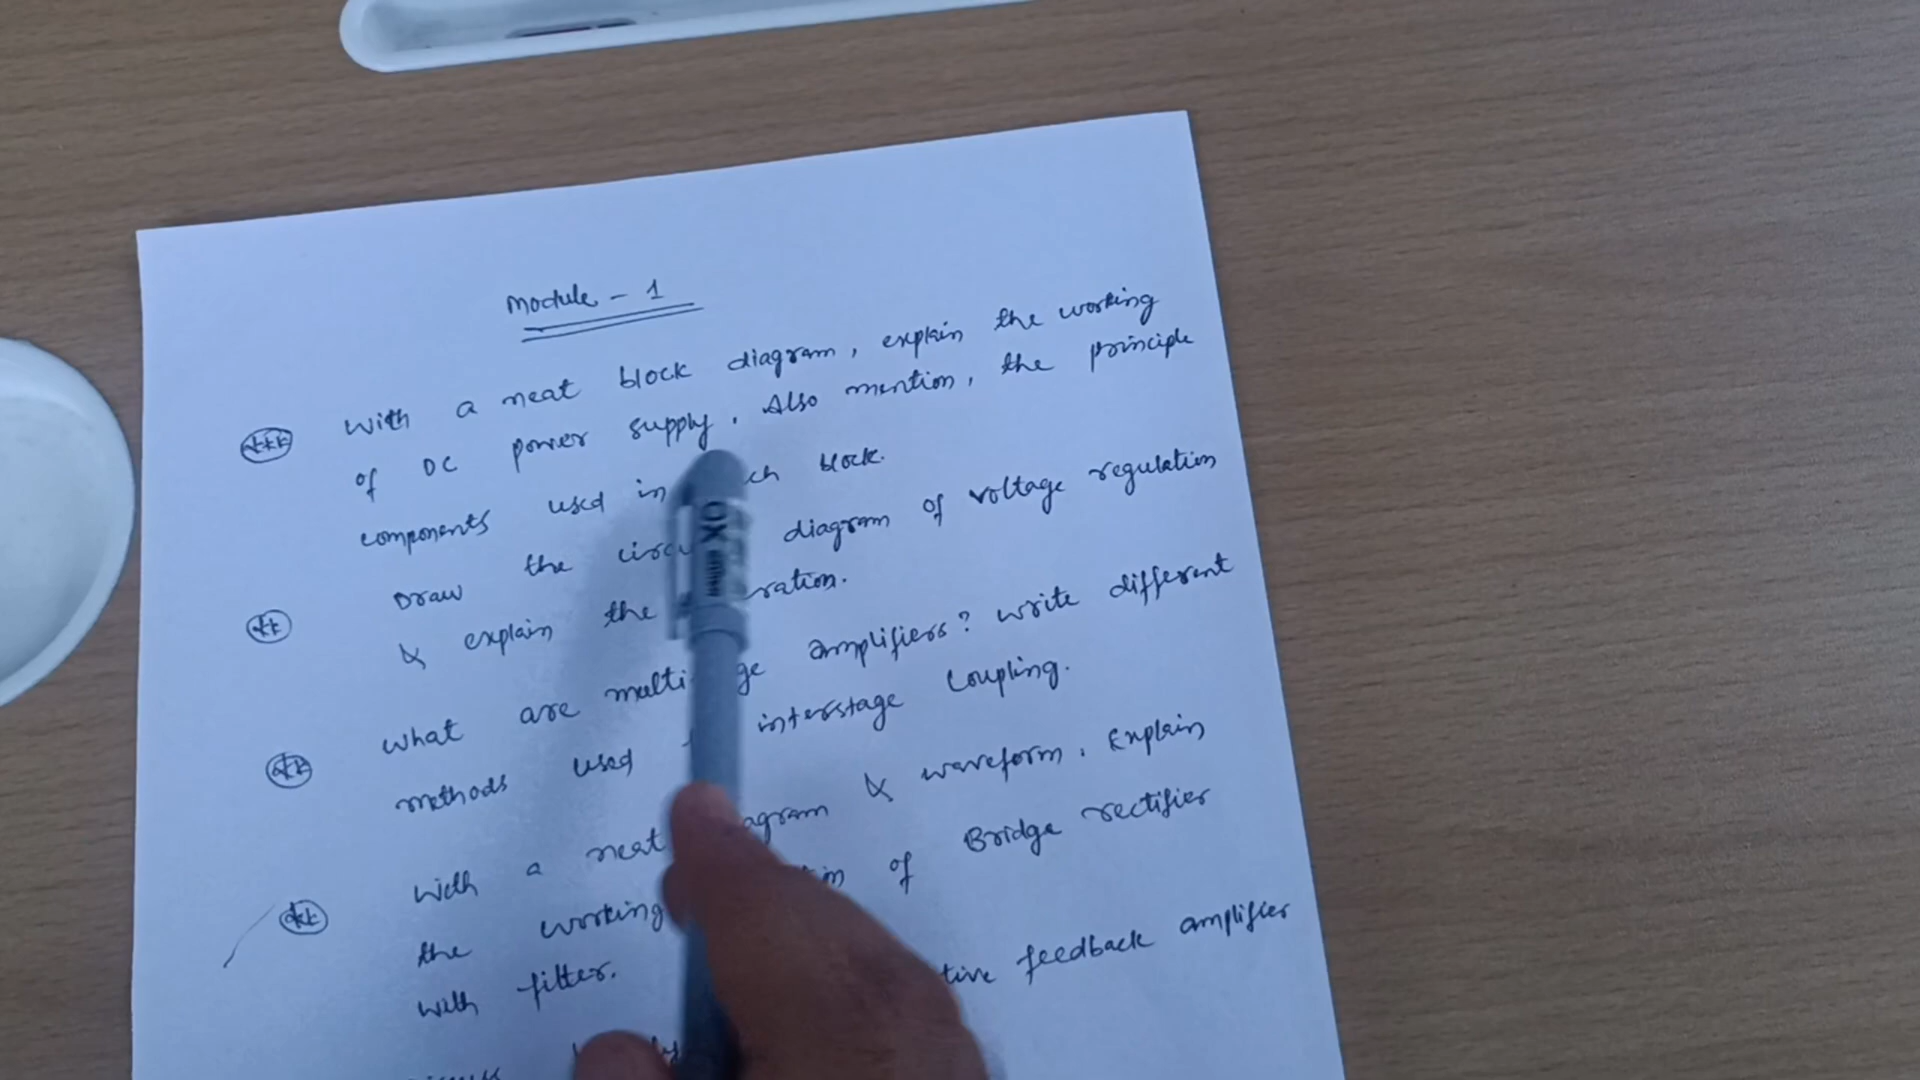 Module - 1
*** With a neat block diagram, explain the working
of DC power supply. Also mention, the principle
components used in block.
** Draw the diagram of voltage regulation
& explain the
** What are amplifiers? Write different
methods used interstage coupling.
** With a neat & waveform. Explain
the working of Bridge rectifier
with filter.
feedback amplifier